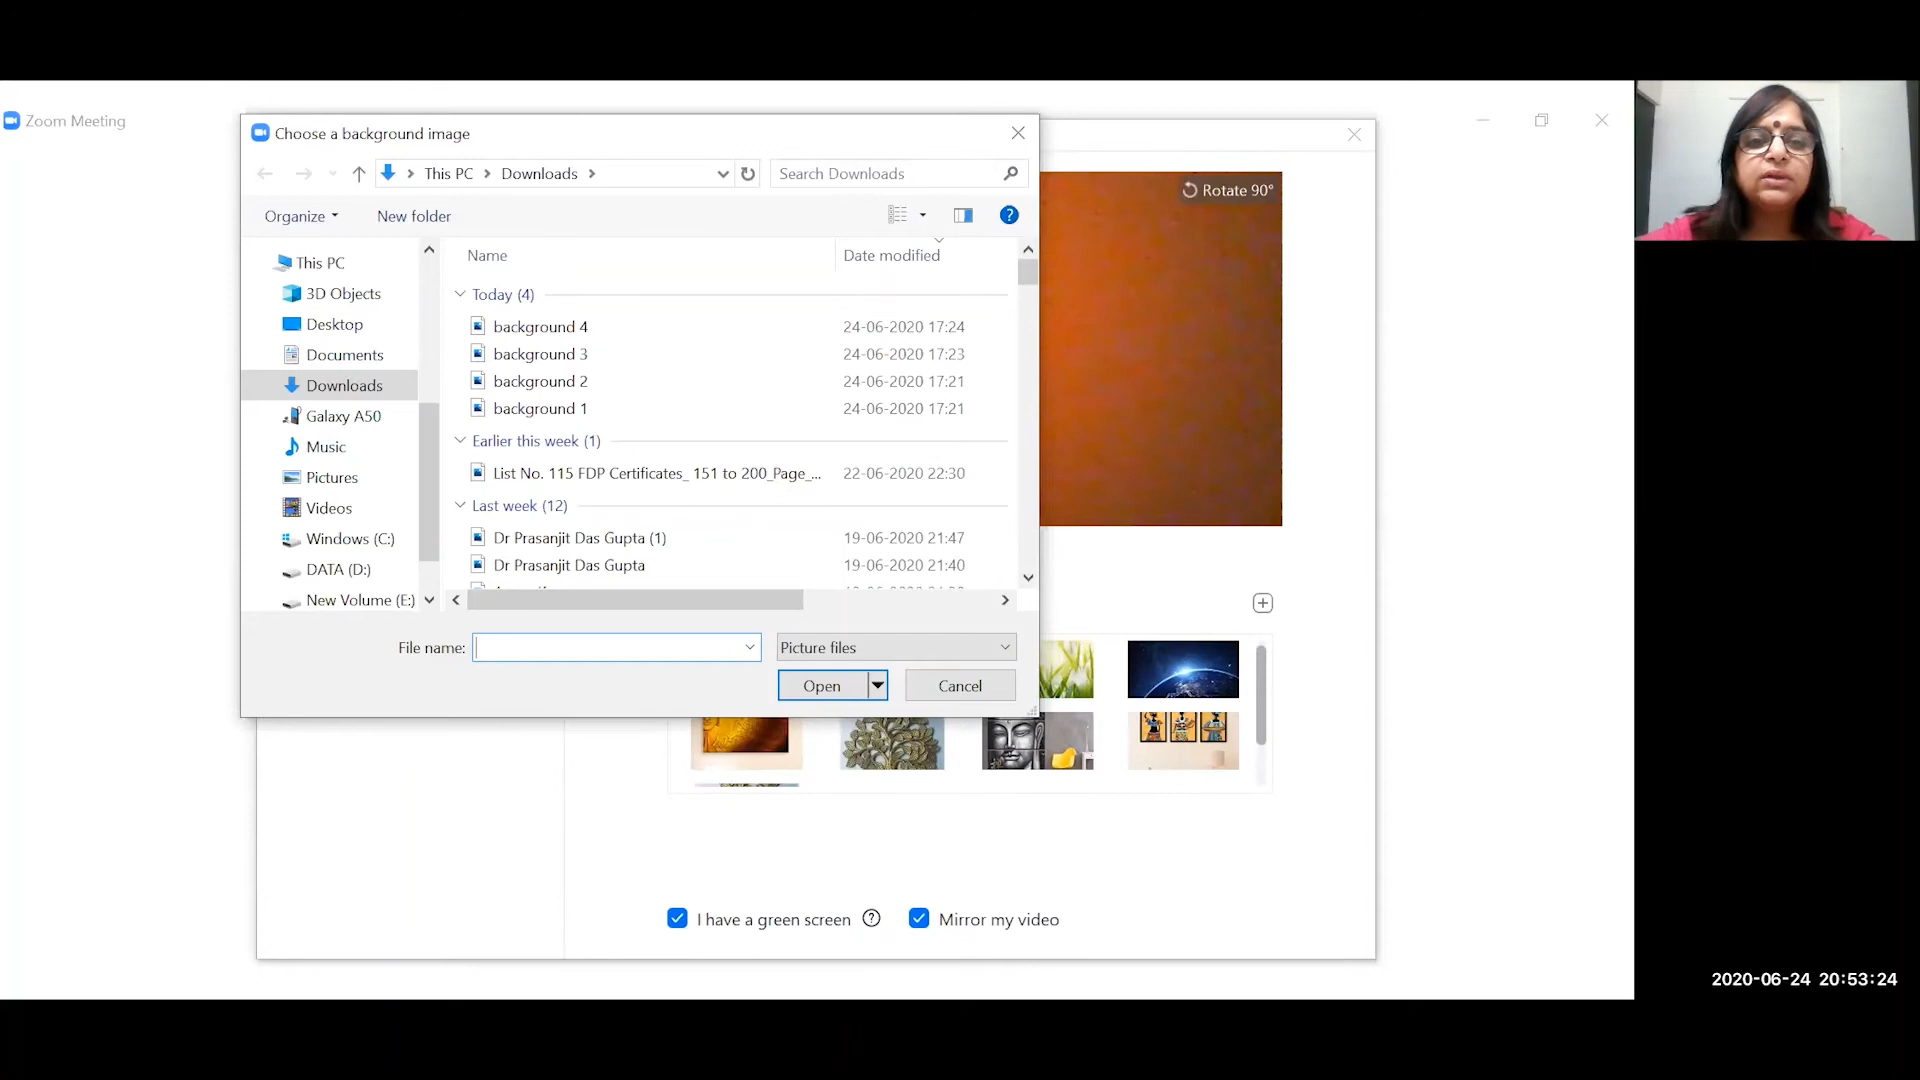 Zoom Meeting
Choose a background image
This PC
Downloads
Search Downloads
Organize
New folder
Rotate 90°
Name
Date modified
This PC
3D Objects
Desktop
Documents
Downloads
Galaxy A50
Music
Pictures
Videos
Windows (C:)
DATA (D:)
New Volume (E:)
Today (4)
background 4 24-06-2020 17:24
background 3 24-06-2020 17:23
background 2 24-06-2020 17:21
background 1 24-06-2020 17:21
Earlier this week (1)
List No. 115 FDP Certificates_ 151 to 200_Page_... 22-06-2020 22:30
Last week (12)
Dr Prasanjit Das Gupta (1) 19-06-2020 21:47
Dr Prasanjit Das Gupta 19-06-2020 21:40
File name:
Picture files
Open
Cancel
I have a green screen
Mirror my video
2020-06-24 20:53:24